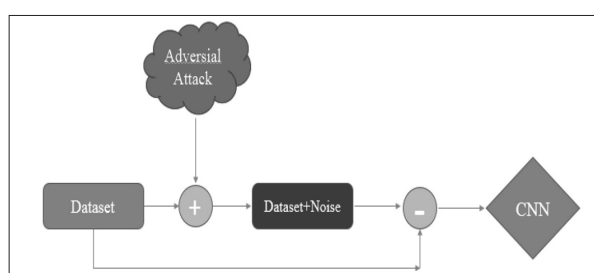 Adversial
Attack
Dataset
+
Dataset+Noise
-
CNN